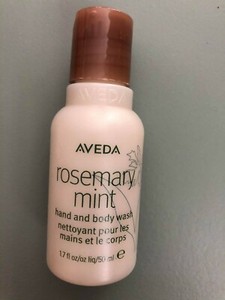 AVEDA
AVEDA
rosemary
mint
hand and body wash
nettoyant pour les
mains et le corps
1.7 fl oz/oz liq/50 ml e